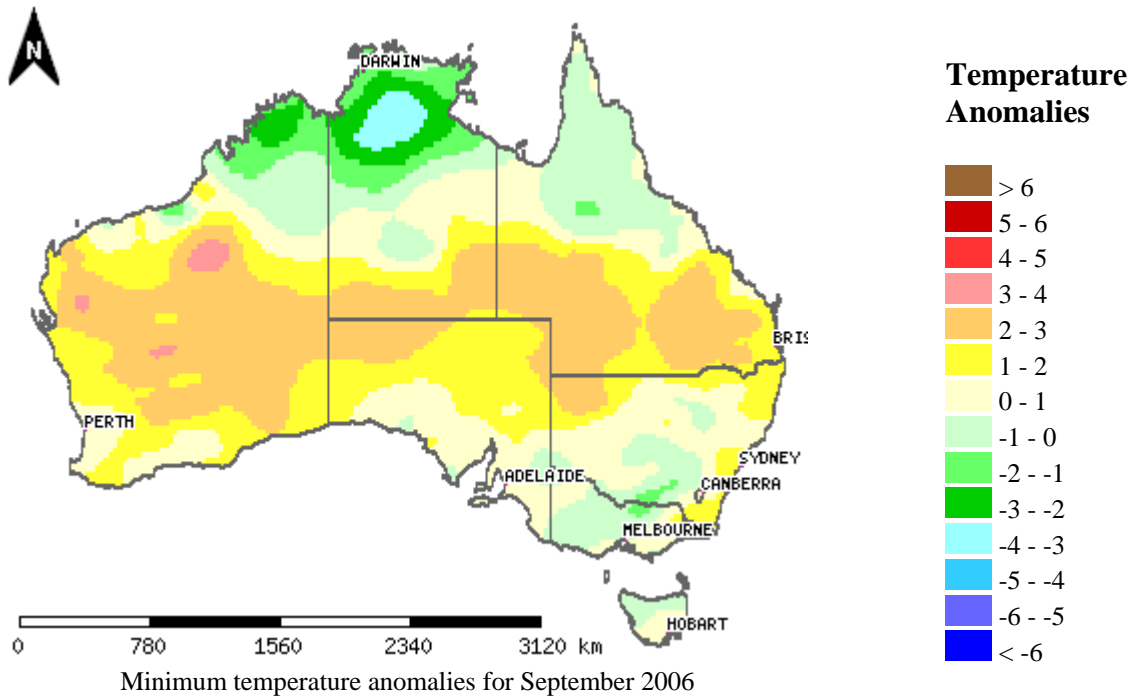 N
DARWIN
BRIS
PERTH
SYDNEY
ADELAIDE
CANBERRA
MELBOURNE
HOBART
0 780 1560 2340 3120 km
Minimum temperature anomalies for September 2006
Temperature
Anomalies
> 6
5 - 6
4 - 5
3 - 4
2 - 3
1 - 2
0 - 1
-1 - 0
-2 - -1
-3 - -2
-4 - -3
-5 - -4
-6 - -5
< -6